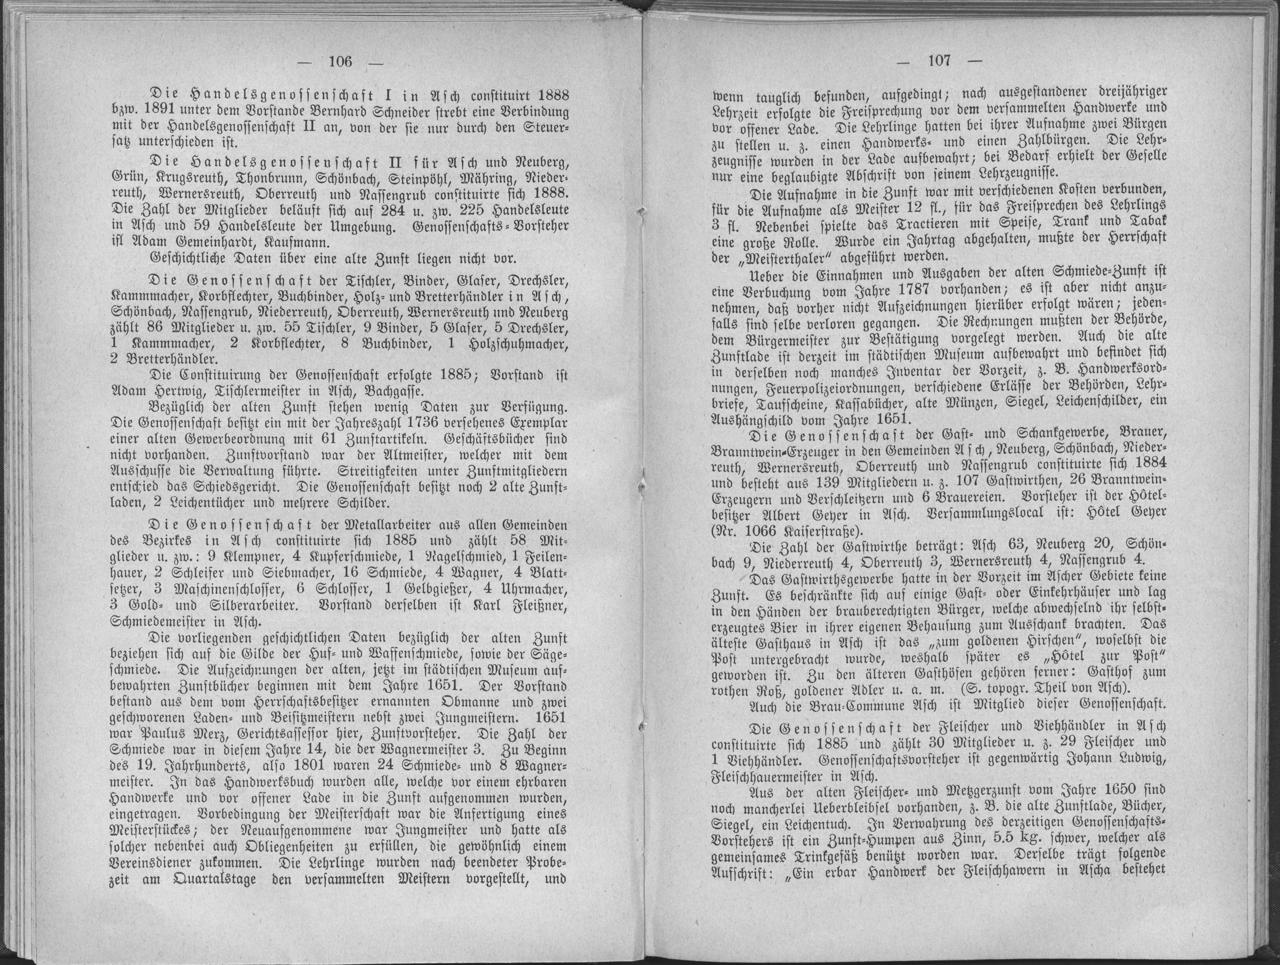 — 106 —
Die Handelsgenossenschaft I in Asch constituirt 1888
bzw. 1891 unter dem Vorstande Bernhard Schneider strebt eine Verbindung
mit der Handelsgenossenschaft II an, von der sie nur durch den Steuer-
satz unterschieden ist.
Die Handelsgenossenschaft II für Asch und Neuberg,
Grün, Krugsreuth, Thonbrunn, Schönbach, Steinpöhl, Mähring, Nieder-
reuth, Wernersreuth, Oberreuth und Nassengrub constituirte sich 1888.
Die Zahl der Mitglieder beläuft sich auf 284 u. zw. 225 Handelsleute
in Asch und 59 Handelsleute der Umgebung. Genossenschafts-Vorsteher
ist Adam Gemeinhardt, Kaufmann.
Geschichtliche Daten über eine alte Zunft liegen nicht vor.
Die Genossenschaft der Tischler, Binder, Glaser, Drechsler,
Kammmacher, Korbflechter, Buchbinder, Holz- und Bretterhändler in Asch,
Schönbach, Nassengrub, Niederreuth, Oberreuth, Wernersreuth und Neuberg
zählt 86 Mitglieder u. zw. 55 Tischler, 9 Binder, 5 Glaser, 5 Drechsler,
1 Kammmacher, 2 Korbflechter, 8 Buchbinder, 1 Holzschuhmacher,
2 Bretterhändler.
Die Constituirung der Genossenschaft erfolgte 1885; Vorstand ist
Adam Hertwig, Tischlermeister in Asch, Bachgasse.
Bezüglich der alten Zunft stehen wenig Daten zur Verfügung.
Die Genossenschaft besitzt ein mit der Jahreszahl 1736 versehenes Exemplar
einer alten Gewerbeordnung mit 61 Zunftartikeln. Geschäftsbücher sind
nicht vorhanden. Zunftvorstand war der Altmeister, welcher mit dem
Ausschusse die Verwaltung führte. Streitigkeiten unter Zunftmitgliedern
entschied das Schiedsgericht. Die Genossenschaft besitzt noch 2 alte Zunft-
laden, 2 Leichentücher und mehrere Schilder.
Die Genossenschaft der Metallarbeiter aus allen Gemeinden
des Bezirkes in Asch constituirte sich 1885 und zählt 58 Mit-
glieder u. zw.: 9 Klempner, 4 Kupferschmiede, 1 Nagelschmied, 1 Feilen-
hauer, 2 Schleifer und Siebmacher, 16 Schmiede, 4 Wagner, 4 Blatt-
setzer, 3 Maschinenschlosser, 6 Schlosser, 1 Gelbgießer, 4 Uhrmacher,
3 Gold- und Silberarbeiter. Vorstand derselben ist Karl Fleißner,
Schmiedemeister in Asch.
Die vorliegenden geschichtlichen Daten bezüglich der alten Zunft
beziehen sich auf die Gilde der Huf- und Waffenschmiede, sowie der Säge-
schmiede. Die Aufzeichnungen der alten, jetzt im städtischen Museum auf-
bewahrten Zunftbücher beginnen mit dem Jahre 1651. Der Vorstand
bestand aus dem vom Herrschaftsbesitzer ernannten Obmanne und zwei
geschworenen Laden- und Beisitzmeistern nebst zwei Jungmeistern. 1651
war Paulus Merz, Gerichtsassessor hier, Zunftvorsteher. Die Zahl der
Schmiede war in diesem Jahre 14, die der Wagnermeister 3. Zu Beginn
des 19. Jahrhunderts, also 1801 waren 24 Schmiede- und 8 Wagner-
meister. In das Handwerksbuch wurden alle, welche vor einem ehrbaren
Handwerke und vor offener Lade in die Zunft aufgenommen wurden,
eingetragen. Vorbedingung der Meisterschaft war die Anfertigung eines
Meisterstückes; der Neuaufgenommene war Jungmeister und hatte als
solcher nebenbei auch Obliegenheiten zu erfüllen, die gewöhnlich einem
Vereinsdiener zukommen. Die Lehrlinge wurden nach beendeter Probe-
zeit am Quartalstage den versammelten Meistern vorgestellt, und
— 107 —
wenn tauglich befunden, aufgedingt; nach ausgestandener dreijähriger
Lehrzeit erfolgte die Freisprechung vor dem versammelten Handwerke und
vor offener Lade. Die Lehrlinge hatten bei ihrer Aufnahme zwei Bürgen
zu stellen u. z. einen Handwerks- und einen Zahlbürgen. Die Lehr-
zeugnisse wurden in der Lade aufbewahrt; bei Bedarf erhielt der Geselle
nur eine beglaubigte Abschrift von seinem Lehrzeugnisse.
Die Aufnahme in die Zunft war mit verschiedenen Kosten verbunden,
für die Aufnahme als Meister 12 fl., für das Freisprechen des Lehrlings
3 fl. Nebenbei spielte das Tractieren mit Speise, Trank und Tabak
eine große Rolle. Wurde ein Jahrtag abgehalten, mußte der Herrschaft
der „Meisterthaler" abgeführt werden.
Ueber die Einnahmen und Ausgaben der alten Schmiede-Zunft ist
eine Verbuchung vom Jahre 1787 vorhanden; es ist aber nicht anzu-
nehmen, daß vorher nicht Aufzeichnungen hierüber erfolgt wären; jeden-
falls sind selbe verloren gegangen. Die Rechnungen mußten der Behörde,
dem Bürgermeister zur Bestätigung vorgelegt werden. Auch die alte
Zunftlade ist derzeit im städtischen Museum aufbewahrt und befindet sich
in derselben noch manches Inventar der Vorzeit, z. B. Handwerksord-
nungen, Feuerpolizeiordnungen, verschiedene Erlässe der Behörden, Lehr-
briefe, Taufscheine, Kassabücher, alte Münzen, Siegel, Leichenschilder, ein
Aushängschild vom Jahre 1651.
Die Genossenschaft der Gast- und Schankgewerbe, Brauer,
Branntwein-Erzeuger in den Gemeinden Asch, Neuberg, Schönbach, Nieder-
reuth, Wernersreuth, Oberreuth und Nassengrub constituirte sich 1884
und besteht aus 139 Mitgliedern u. z. 107 Gastwirthen, 26 Branntwein-
Erzeugern und Verschleißern und 6 Brauereien. Vorsteher ist der Hôtel-
besitzer Albert Geyer in Asch. Versammlungslocal ist: Hôtel Geyer
(Nr. 1066 Kaiserstraße).
Die Zahl der Gastwirthe beträgt: Asch 63, Neuberg 20, Schön-
bach 9, Niederreuth 4, Oberreuth 3, Wernersreuth 4, Nassengrub 4.
Das Gastwirthsgewerbe hatte in der Vorzeit im Ascher Gebiete keine
Zunft. Es beschränkte sich auf einige Gast- oder Einkehrhäuser und lag
in den Händen der brauberechtigten Bürger, welche abwechselnd ihr selbst-
erzeugtes Bier in ihrer eigenen Behausung zum Ausschank brachten. Das
älteste Gasthaus in Asch ist das „zum goldenen Hirschen", woselbst die
Post untergebracht wurde, weshalb später es „Hôtel zur Post"
geworden ist. Zu den älteren Gasthöfen gehören ferner: Gasthof zum
rothen Roß, goldener Adler u. a. m. (S. topogr. Theil von Asch).
Auch die Brau-Commune Asch ist Mitglied dieser Genossenschaft.
Die Genossenschaft der Fleischer und Viehhändler in Asch
constituirte sich 1885 und zählt 30 Mitglieder u. z. 29 Fleischer und
1 Viehhändler. Genossenschaftsvorsteher ist gegenwärtig Johann Ludwig,
Fleischhauermeister in Asch.
Aus der alten Fleischer- und Metzgerzunft vom Jahre 1650 sind
noch mancherlei Ueberbleibsel vorhanden, z. B. die alte Zunftlade, Bücher,
Siegel, ein Leichentuch. In Verwahrung des derzeitigen Genossenschafts-
Vorstehers ist ein Zunft-Humpen aus Zinn, 5.5 kg. schwer, welcher als
gemeinsames Trinkgefäß benützt worden war. Derselbe trägt folgende
Aufschrift: „Ein erbar Handwerk der Fleischhawern in Ascha bestehet